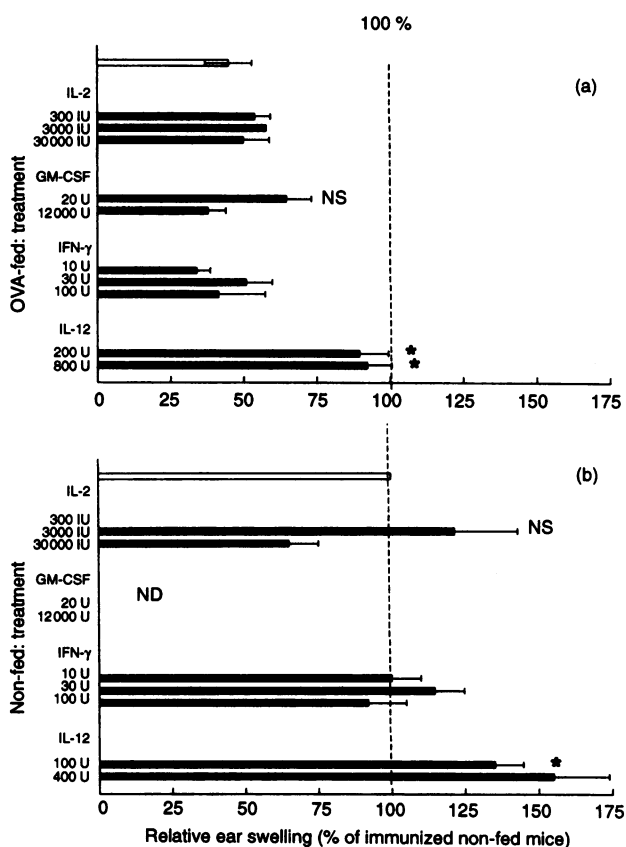 100 %
(a)
IL-2
300 IU
3000 IU
30 000 IU
GM-CSF
20 U
NS
12 000 U
IFN-γ
10 U
30 U
100 U
IL-12
200 U
*
800 U
*
OVA-fed: treatment
0 25 50 75 100 125 150 175
(b)
IL-2
300 IU
3000 IU
NS
30 000 IU
GM-CSF
ND
20 U
12 000 U
IFN-γ
10 U
30 U
100 U
IL-12
100 U
*
400 U
Non-fed: treatment
0 25 50 75 100 125 150 175
Relative ear swelling (% of immunized non-fed mice)